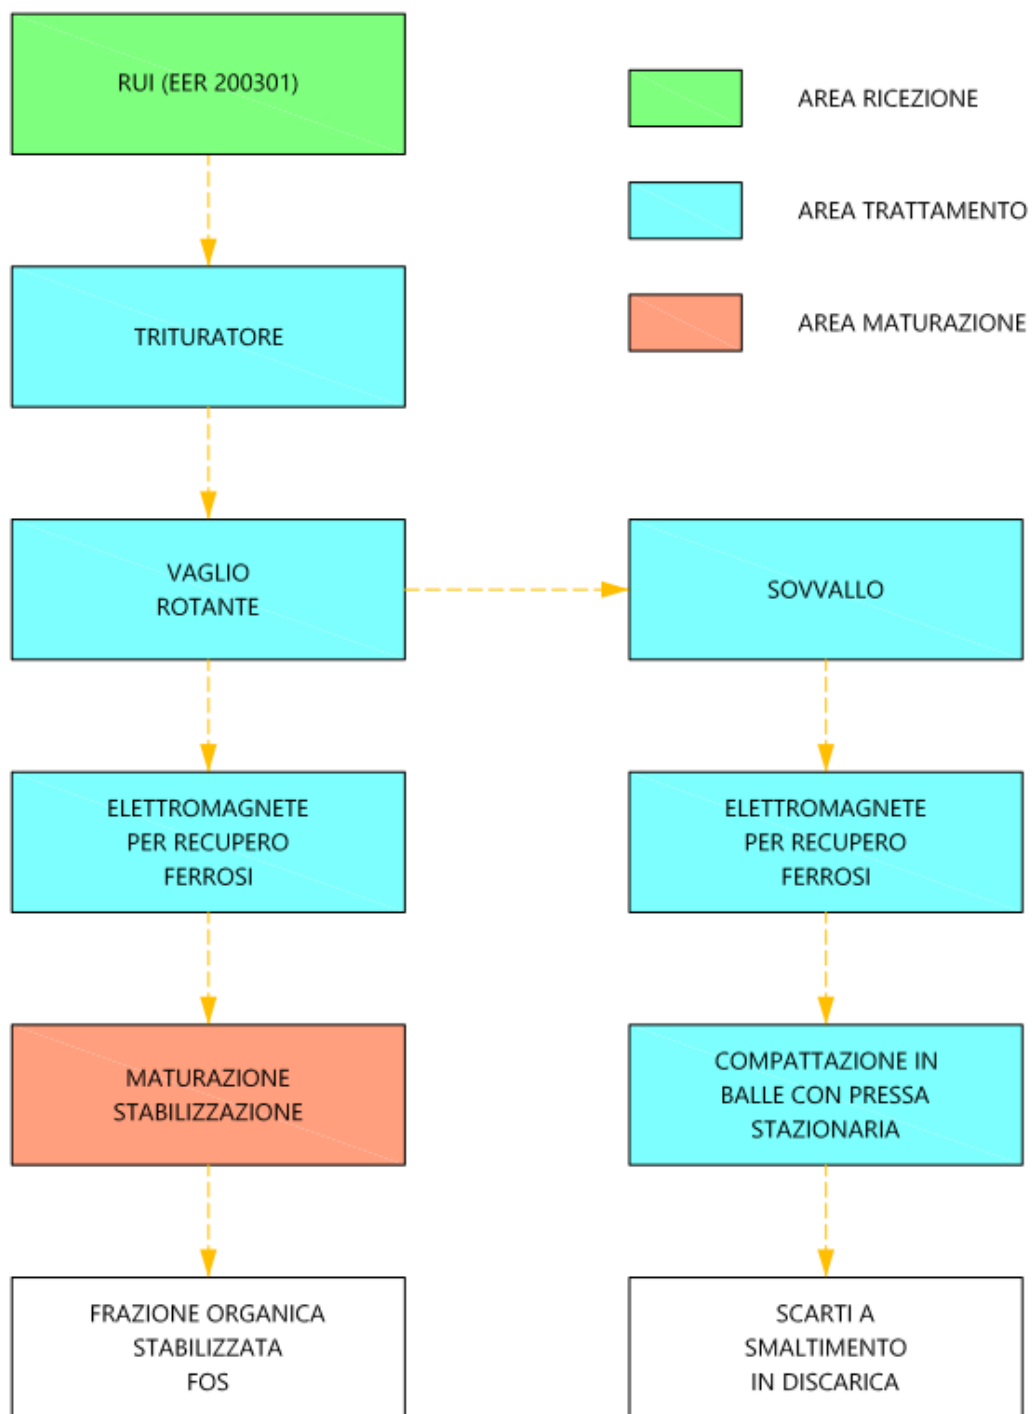 RUI (EER 200301)
AREA RICEZIONE
AREA TRATTAMENTO
AREA MATURAZIONE
TRITURATORE
VAGLIO
ROTANTE
SOVVALLO
ELETTROMAGNETE
PER RECUPERO
FERROSI
ELETTROMAGNETE
PER RECUPERO
FERROSI
MATURAZIONE
STABILIZZAZIONE
COMPATTAZIONE IN
BALLE CON PRESSA
STAZIONARIA
FRAZIONE ORGANICA
STABILIZZATA
FOS
SCARTI A
SMALTIMENTO
IN DISCARICA